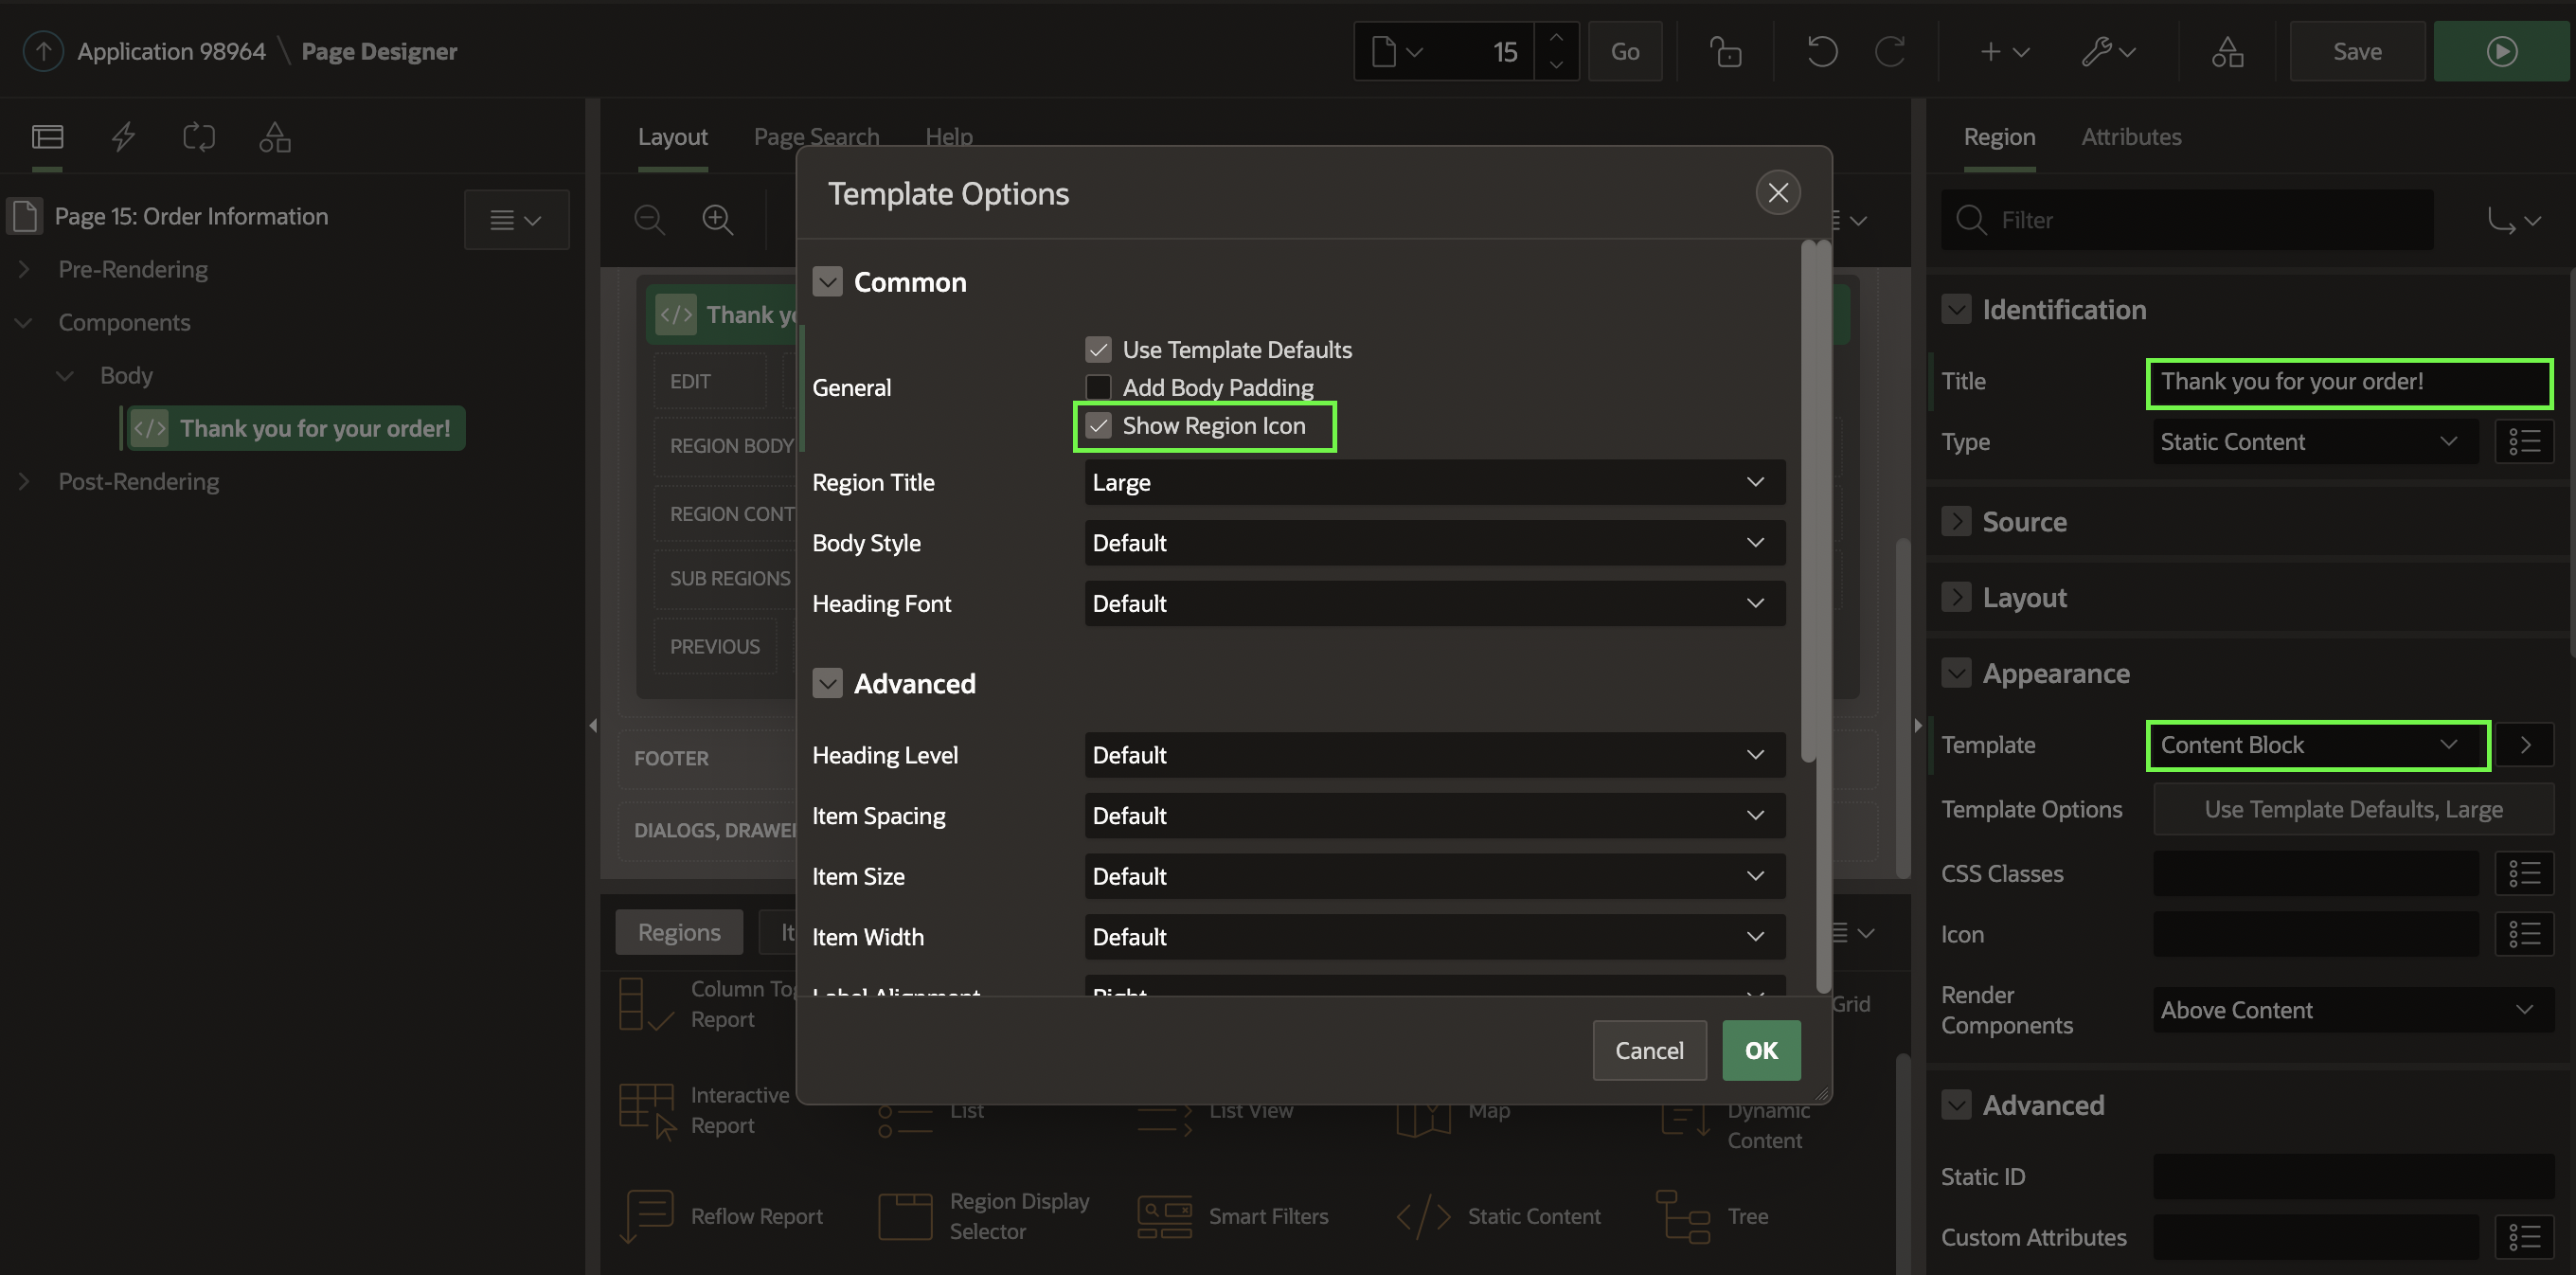 Application 98964 \ Page Designer
15
Go
Save
Layout
Page Search
Help
Region
Attributes
Page 15: Order Information
Pre-Rendering
Components
Body
</> Thank you for your order!
Post-Rendering
</> Thank yo
EDIT
REGION BODY
REGION CONT
SUB REGIONS
PREVIOUS
FOOTER
DIALOGS, DRAWE
Template Options
Common
General
Use Template Defaults
Add Body Padding
Show Region Icon
Region Title
Large
Body Style
Default
Heading Font
Default
Advanced
Heading Level
Default
Item Spacing
Default
Item Size
Default
Item Width
Default
Label Alignment
Right
Cancel
OK
Regions
It
Column Tog
Report
Grid
Interactive
Report
List
List View
Map
Dynamic
Content
Reflow Report
Region Display
Selector
Smart Filters
Static Content
Tree
Filter
Identification
Title
Thank you for your order!
Type
Static Content
Source
Layout
Appearance
Template
Content Block
Template Options
Use Template Defaults, Large
CSS Classes
Icon
Render
Components
Above Content
Advanced
Static ID
Custom Attributes